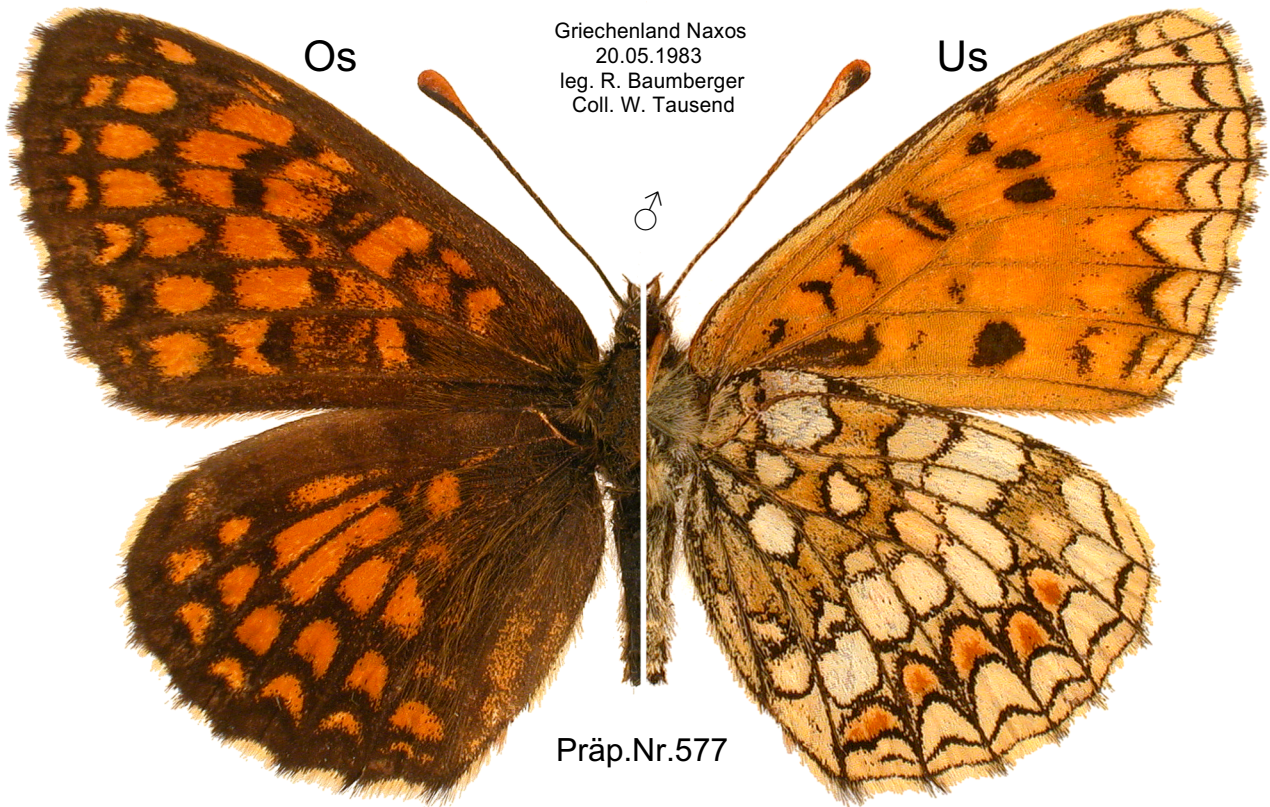 Os
Griechenland Naxos
20.05.1983
leg. R. Baumberger
Coll. W. Tausend
Us
♂
Präp.Nr.577